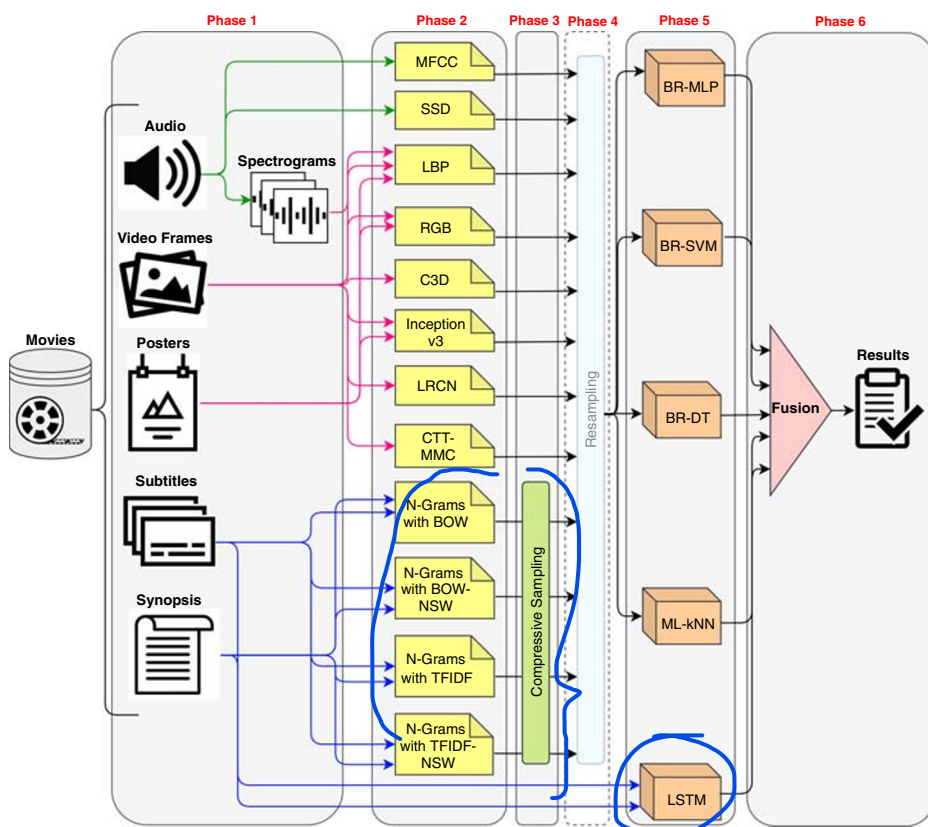 Phase 1
Phase 2
Phase 3
Phase 4
Phase 5
Phase 6
Movies
Audio
Spectrograms
Video Frames
Posters
Subtitles
Synopsis
MFCC
SSD
LBP
RGB
C3D
Inception
v3
LRCN
CTT-
MMC
N-Grams
with BOW
N-Grams
with BOW-
NSW
N-Grams
with TFIDF
N-Grams
with TFIDF-
NSW
Compressive Sampling
Resampling
BR-MLP
BR-SVM
BR-DT
ML-kNN
LSTM
Fusion
Results